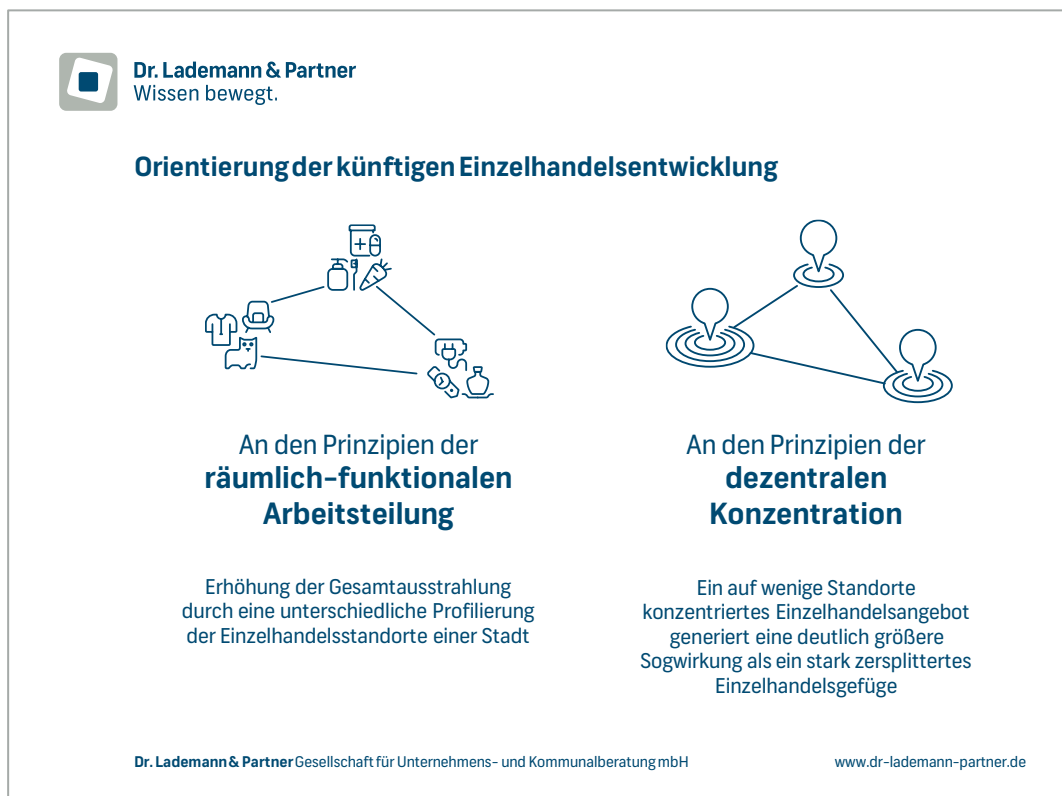 Dr. Lademann & Partner
Wissen bewegt.
Orientierung der künftigen Einzelhandelsentwicklung
An den Prinzipien der
räumlich-funktionalen
Arbeitsteilung
Erhöhung der Gesamtausstrahlung
durch eine unterschiedliche Profilierung
der Einzelhandelsstandorte einer Stadt
An den Prinzipien der
dezentralen
Konzentration
Ein auf wenige Standorte
konzentriertes Einzelhandelsangebot
generiert eine deutlich größere
Sogwirkung als ein stark zersplittertes
Einzelhandelsgefüge
Dr. Lademann & Partner Gesellschaft für Unternehmens- und Kommunalberatung mbH
www.dr-lademann-partner.de